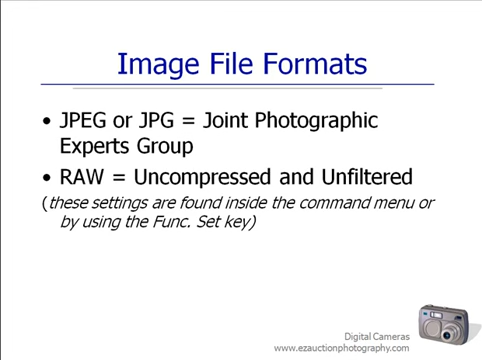 Image File Formats
• JPEG or JPG = Joint Photographic
Experts Group
• RAW = Uncompressed and Unfiltered
(these settings are found inside the command menu or
by using the Func. Set key)
Digital Cameras
www.ezauctionphotography.com